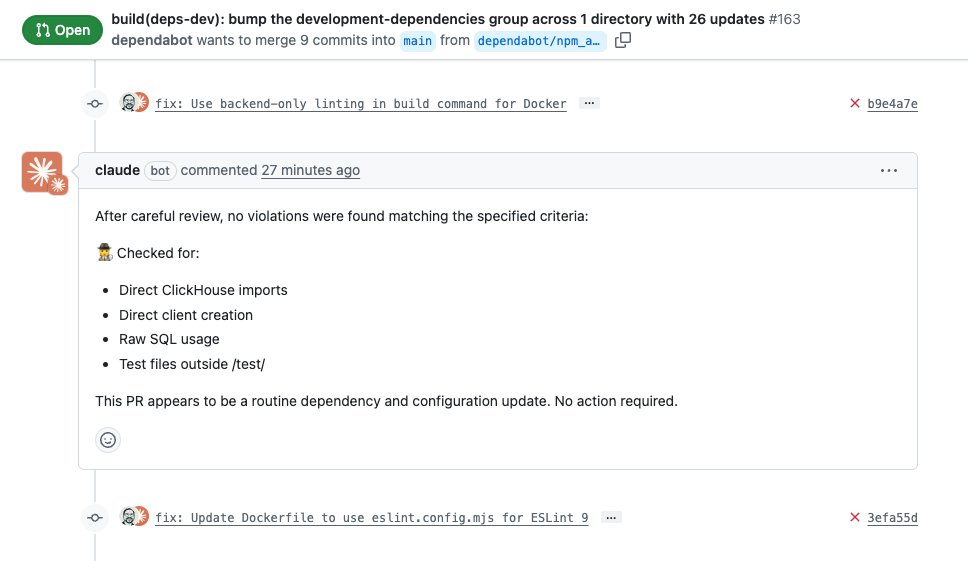 Open
build(deps-dev): bump the development-dependencies group across 1 directory with 26 updates #163
dependabot wants to merge 9 commits into main from dependabot/npm_a…
fix: Use backend-only linting in build command for Docker … b9e4a7e
claude bot commented 27 minutes ago
After careful review, no violations were found matching the specified criteria:
Checked for:
Direct ClickHouse imports
Direct client creation
Raw SQL usage
Test files outside /test/
This PR appears to be a routine dependency and configuration update. No action required.
fix: Update Dockerfile to use eslint.config.mjs for ESLint 9 … 3efa55d